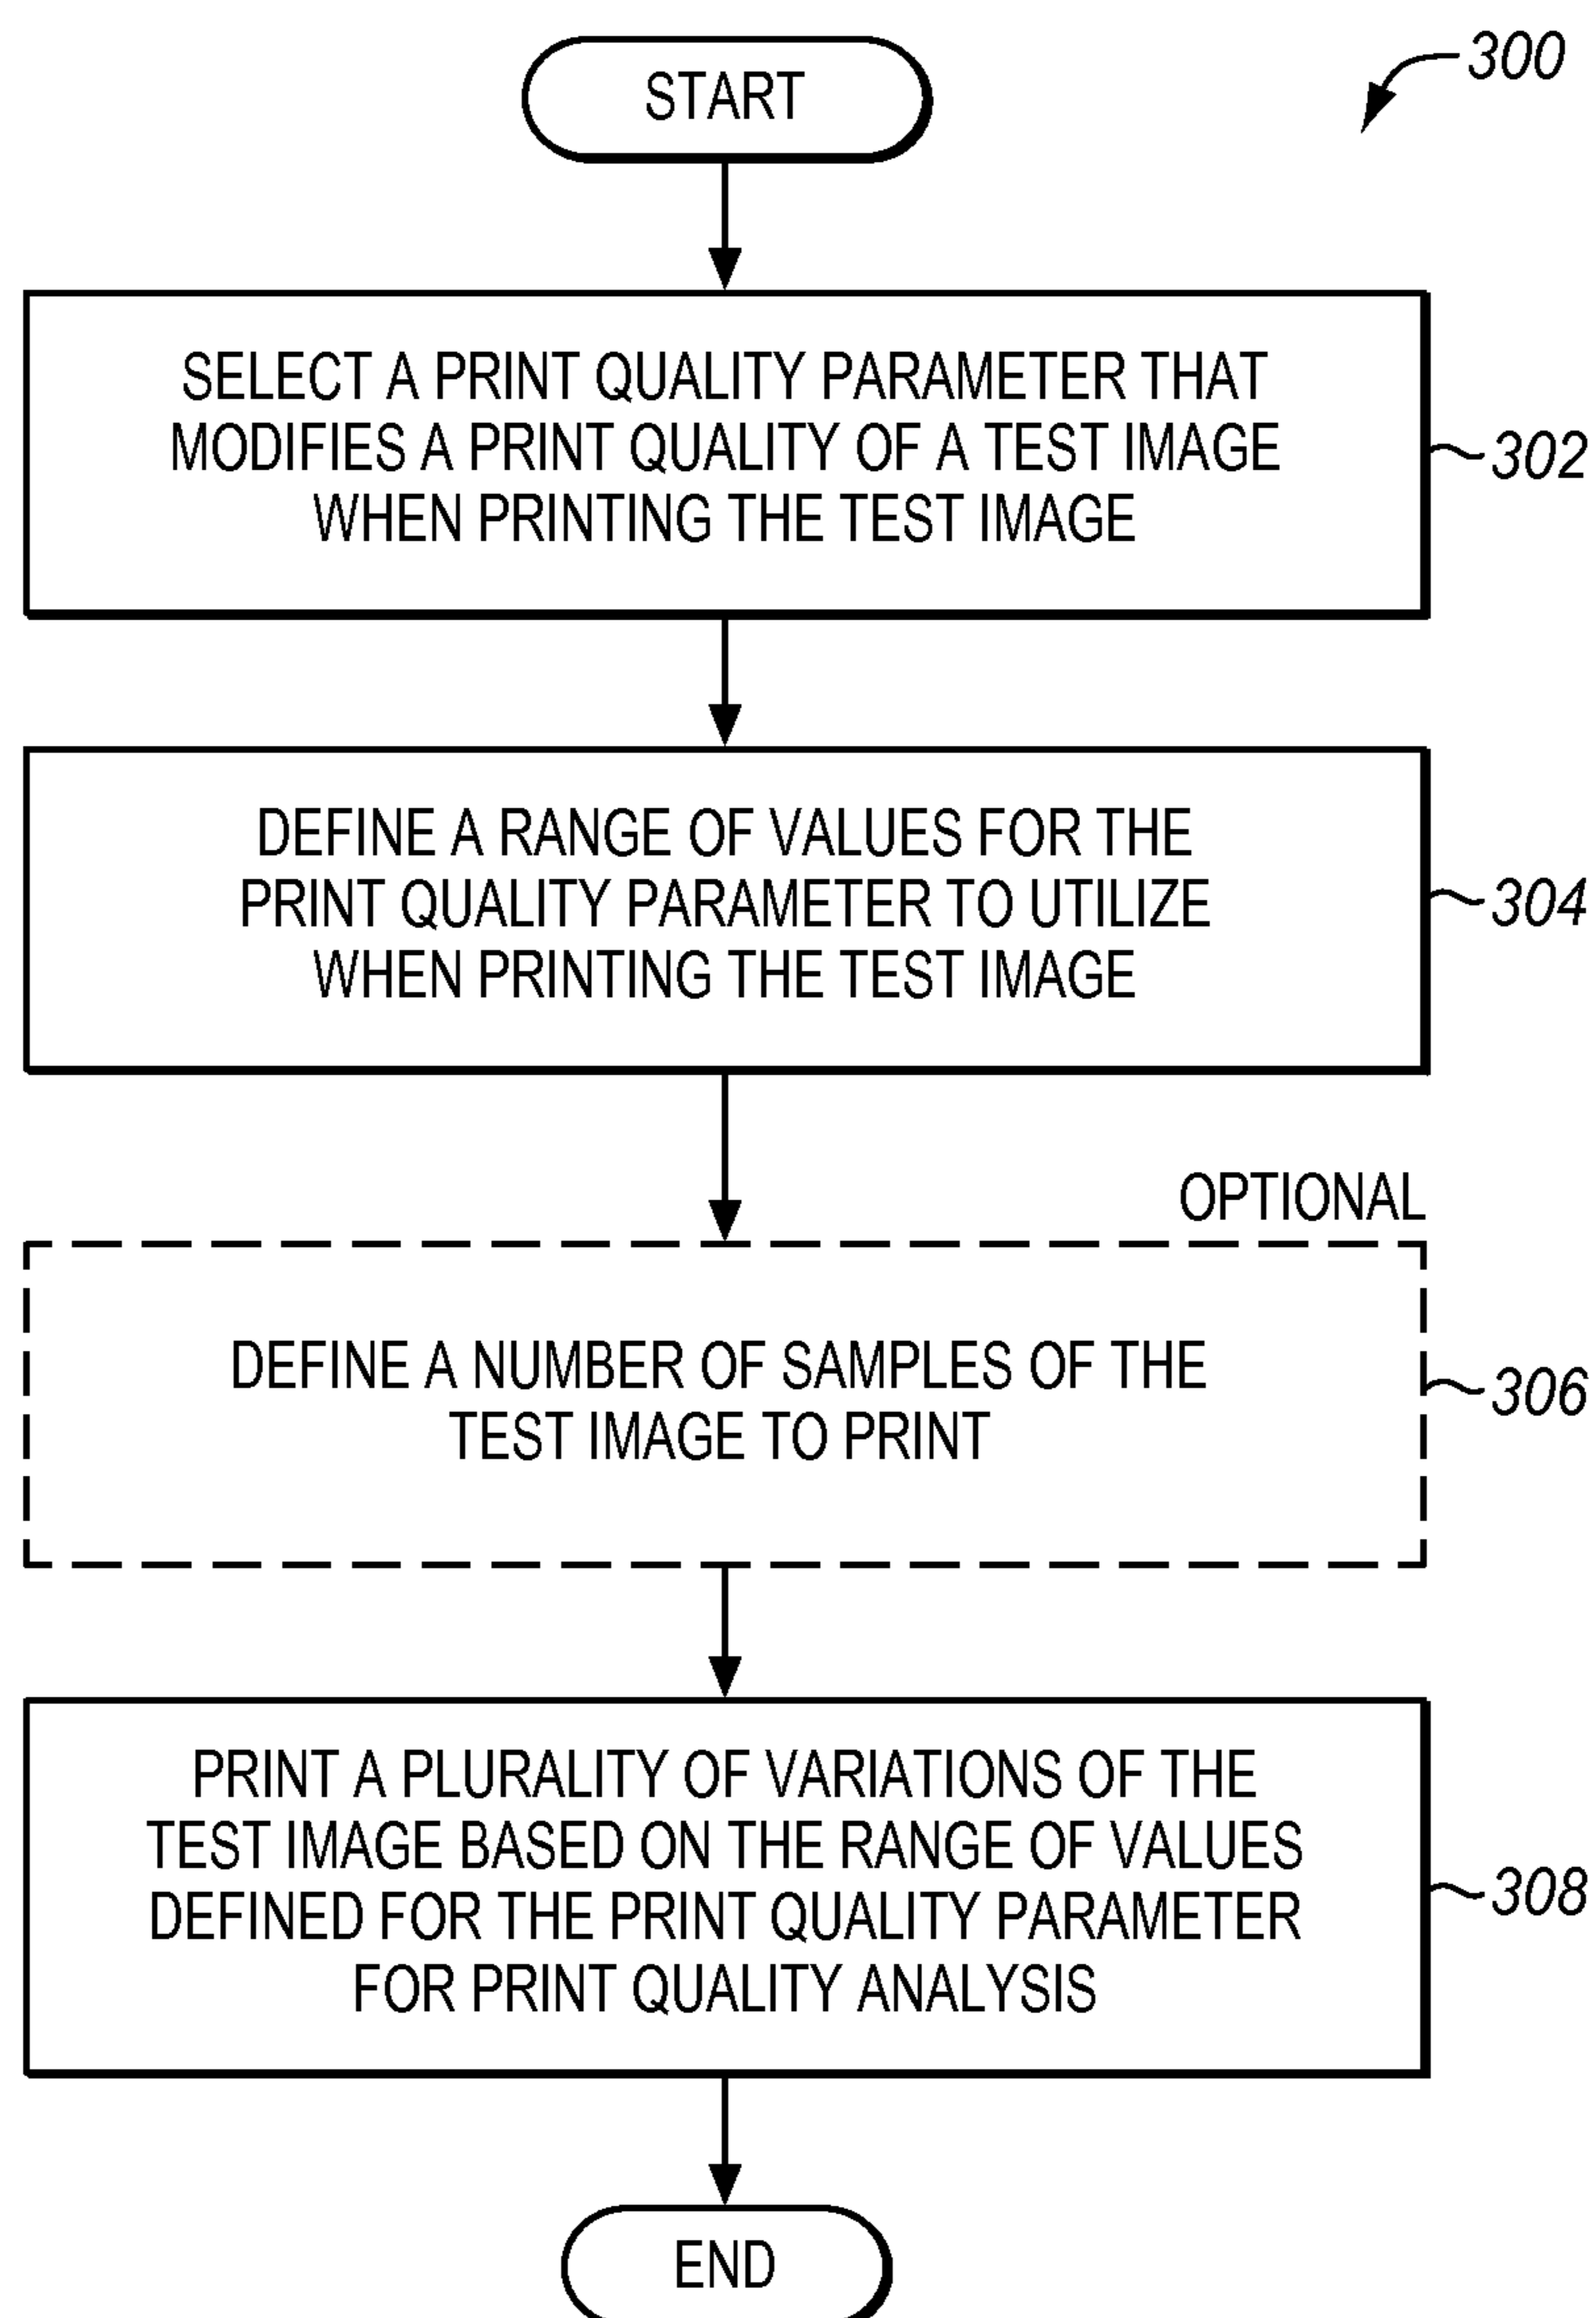 START
300
SELECT A PRINT QUALITY PARAMETER THAT
MODIFIES A PRINT QUALITY OF A TEST IMAGE
WHEN PRINTING THE TEST IMAGE
302
DEFINE A RANGE OF VALUES FOR THE
PRINT QUALITY PARAMETER TO UTILIZE
WHEN PRINTING THE TEST IMAGE
304
OPTIONAL
DEFINE A NUMBER OF SAMPLES OF THE
TEST IMAGE TO PRINT
306
PRINT A PLURALITY OF VARIATIONS OF THE
TEST IMAGE BASED ON THE RANGE OF VALUES
DEFINED FOR THE PRINT QUALITY PARAMETER
FOR PRINT QUALITY ANALYSIS
308
END